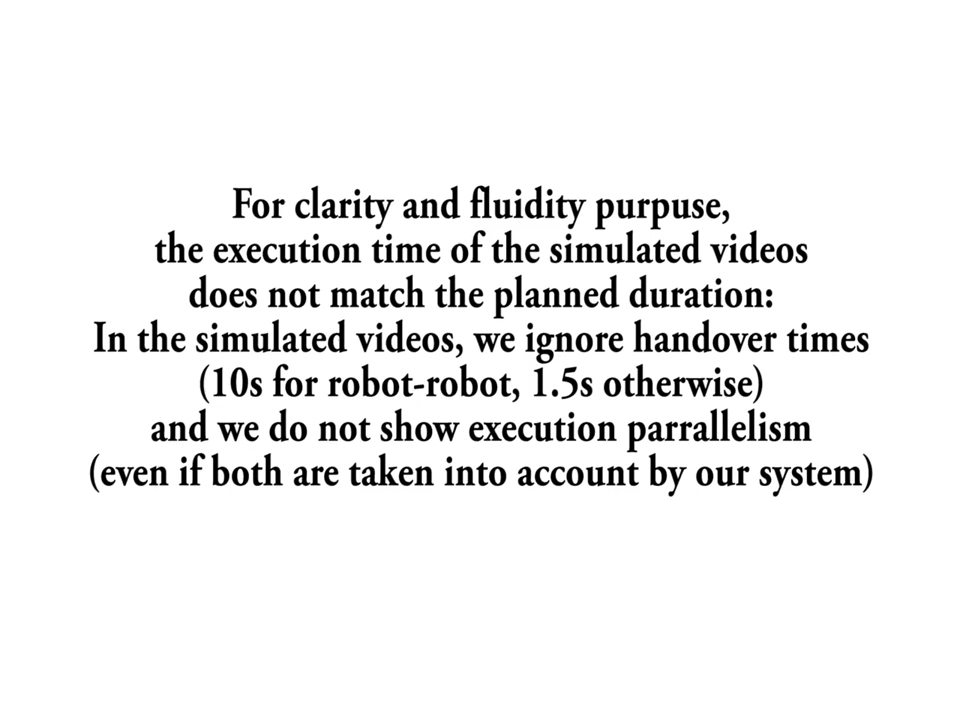 For clarity and fluidity purpuse,
the execution time of the simulated videos
does not match the planned duration:
In the simulated videos, we ignore handover times
(10s for robot-robot, 1.5s otherwise)
and we do not show execution parrallelism
(even if both are taken into account by our system)